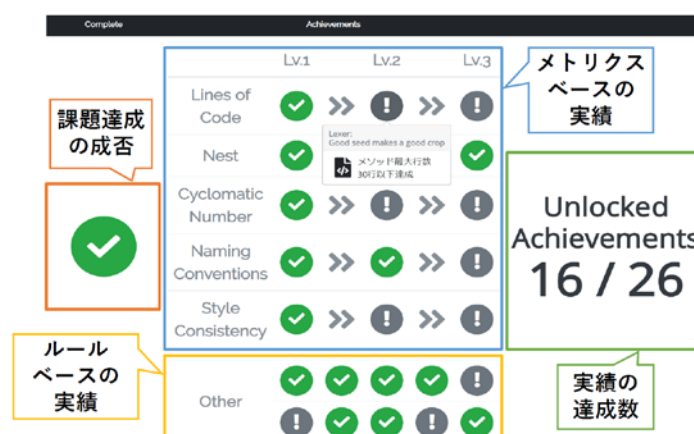 Complete
Achievements
Lv.1
Lv.2
Lv.3
Lines of
Code
Nest
Cyclomatic
Number
Naming
Conventions
Style
Consistency
Other
Lexer:
Good seed makes a good crop
メソッド最大行数
30行以下達成
課題達成
の成否
メトリクス
ベースの
実績
Unlocked
Achievements
16 / 26
ルール
ベースの
実績
実績の
達成数